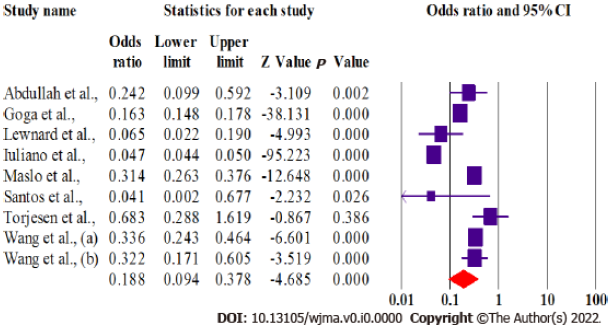 Study name Statistics for each study Odds ratio and 95% CI
Odds ratio Lower limit Upper limit Z Value P Value
Abdullah et al., 0.242 0.099 0.592 -3.109 0.002
Goga et al., 0.163 0.148 0.178 -38.131 0.000
Lewnard et al., 0.065 0.022 0.190 -4.993 0.000
Iuliano et al., 0.047 0.044 0.050 -95.223 0.000
Maslo et al., 0.314 0.263 0.376 -12.648 0.000
Santos et al., 0.041 0.002 0.677 -2.232 0.026
Torjesen et al., 0.683 0.288 1.619 -0.867 0.386
Wang et al., (a) 0.336 0.243 0.464 -6.601 0.000
Wang et al., (b) 0.322 0.171 0.605 -3.519 0.000
0.188 0.094 0.378 -4.685 0.000
0.01 0.1 1 10 100
DOI: 10.13105/wjma.v0.i0.0000 Copyright ©The Author(s) 2022.